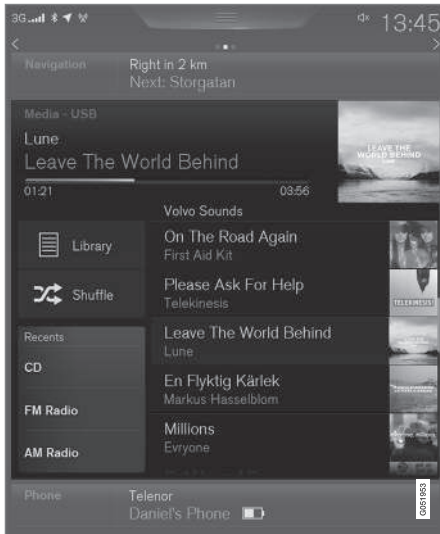 3G 13:45
Navigation
Right in 2 km
Next: Storgatan
Media - USB
Lune
Leave The World Behind
LEAVE THE
WORLD BEHIND
01:21 03:56
Volvo Sounds
Library
Shuffle
Recents
CD
FM Radio
AM Radio
On The Road Again
First Aid Kit
Please Ask For Help
Telekinesis
TELEKINESIS!
Leave The World Behind
Lune
En Flyktig Kärlek
Markus Hasselblom
Millions
Evryone
Phone
Telenor
Daniel's Phone
G051953